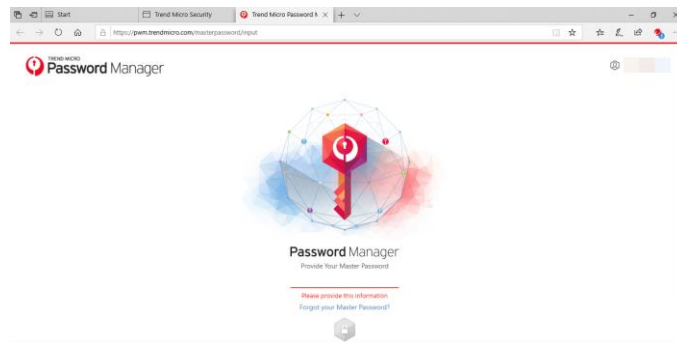 Start
Trend Micro Security
Trend Micro Password M
https://pwm.trendmicro.com/masterpassword/input
TREND MICRO
Password Manager
Password Manager
Provide Your Master Password
Please provide this information
Forgot your Master Password?